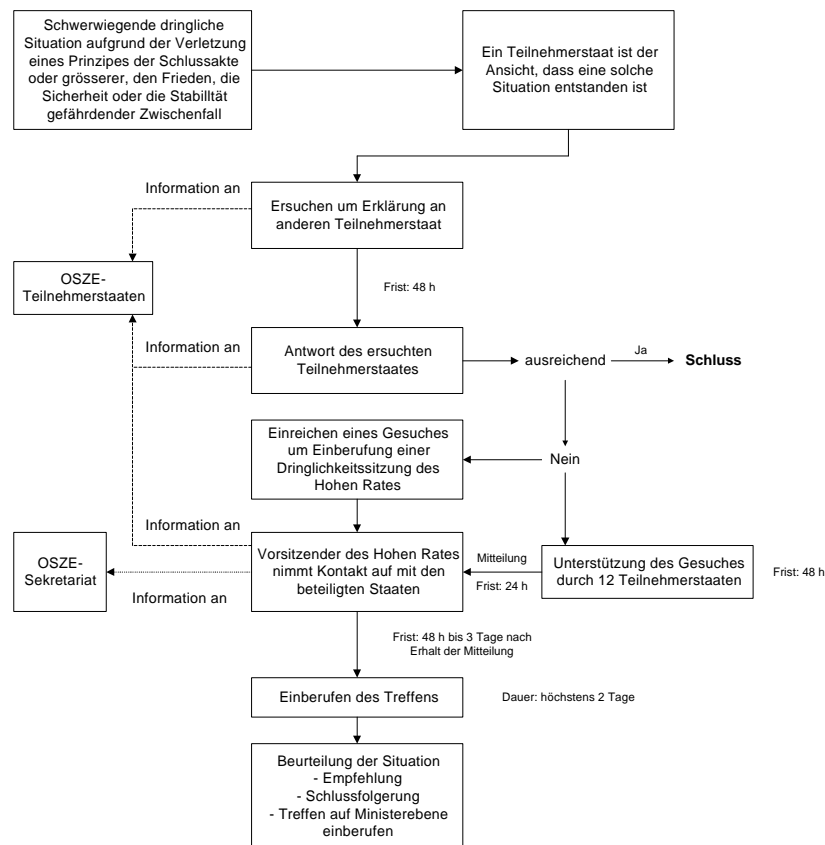 Schwerwiegende dringliche
Situation aufgrund der Verletzung
eines Prinzipes der Schlussakte
oder grösserer, den Frieden, die
Sicherheit oder die Stabilltät
gefährdender Zwischenfall
Ein Teilnehmerstaat ist der
Ansicht, dass eine solche
Situation entstanden ist
Information an
Ersuchen um Erklärung an
anderen Teilnehmerstaat
OSZE-
Teilnehmerstaaten
Frist: 48 h
Information an
Antwort des ersuchten
Teilnehmerstaates
ausreichend
Ja
Schluss
Einreichen eines Gesuches
um Einberufung einer
Dringlichkeitssitzung des
Hohen Rates
Nein
Information an
OSZE-
Sekretariat
Information an
Vorsitzender des Hohen Rates
nimmt Kontakt auf mit den
beteiligten Staaten
Mitteilung
Frist: 24 h
Unterstützung des Gesuches
durch 12 Teilnehmerstaaten
Frist: 48 h
Frist: 48 h bis 3 Tage nach
Erhalt der Mitteilung
Einberufen des Treffens
Dauer: höchstens 2 Tage
Beurteilung der Situation
- Empfehlung
- Schlussfolgerung
- Treffen auf Ministerebene
einberufen